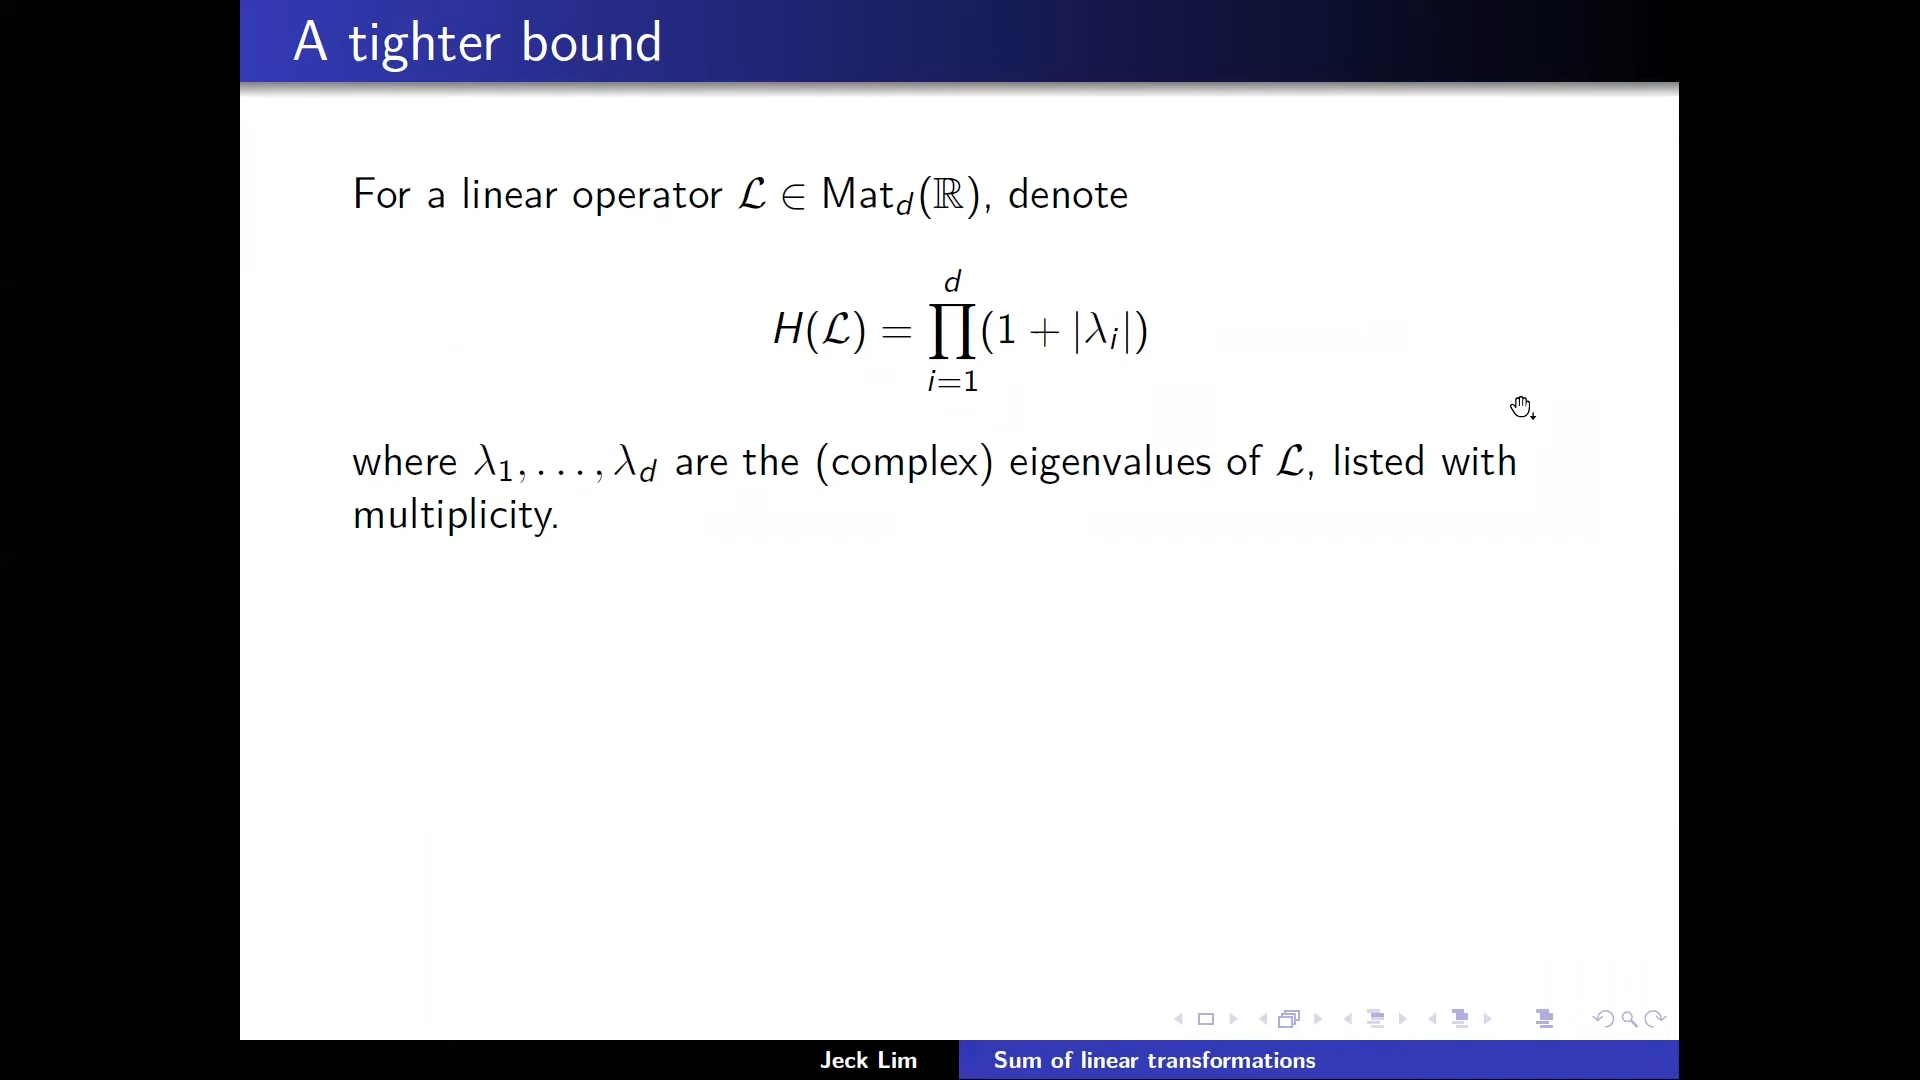 A tighter bound
For a linear operator 𝓛 ∈ Mat_d(ℝ), denote
H(𝓛) = ∏_{i=1}^{d} (1 + |λ_i|)
where λ_1, . . . , λ_d are the (complex) eigenvalues of 𝓛, listed with
multiplicity.
Jeck Lim
Sum of linear transformations